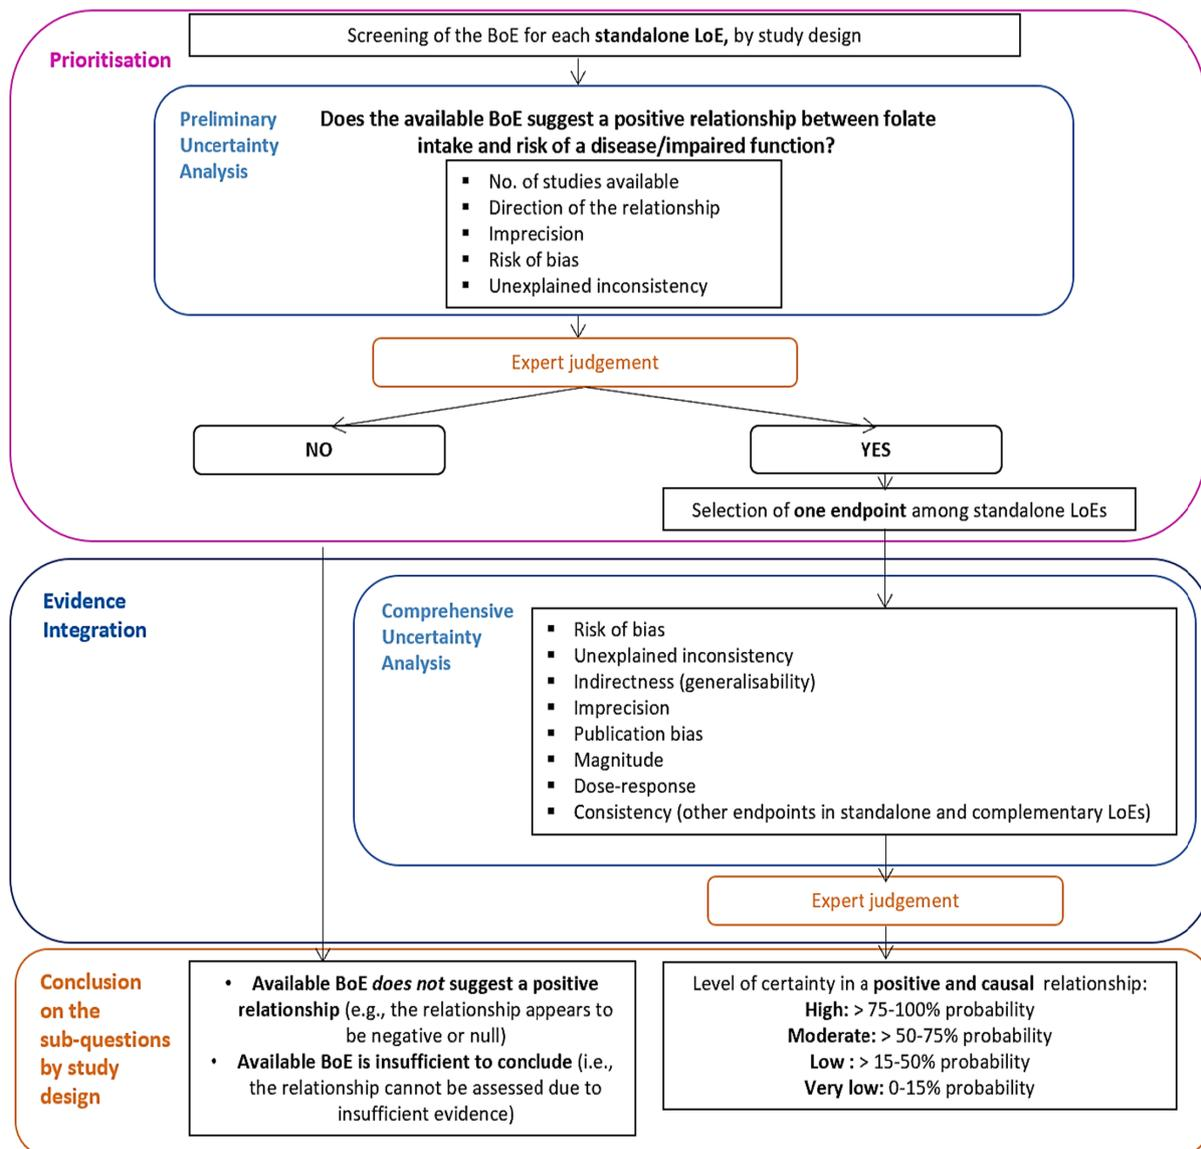 Screening of the BoE for each standalone LoE, by study design
Prioritisation
Preliminary
Uncertainty
Analysis
Does the available BoE suggest a positive relationship between folate
intake and risk of a disease/impaired function?
▪ No. of studies available
▪ Direction of the relationship
▪ Imprecision
▪ Risk of bias
▪ Unexplained inconsistency
Expert judgement
NO
YES
Selection of one endpoint among standalone LoEs
Evidence
Integration
Comprehensive
Uncertainty
Analysis
▪ Risk of bias
▪ Unexplained inconsistency
▪ Indirectness (generalisability)
▪ Imprecision
▪ Publication bias
▪ Magnitude
▪ Dose-response
▪ Consistency (other endpoints in standalone and complementary LoEs)
Expert judgement
Conclusion
on the
sub-questions
by study
design
• Available BoE does not suggest a positive
relationship (e.g., the relationship appears to
be negative or null)
• Available BoE is insufficient to conclude (i.e.,
the relationship cannot be assessed due to
insufficient evidence)
Level of certainty in a positive and causal relationship:
High: > 75-100% probability
Moderate: > 50-75% probability
Low : > 15-50% probability
Very low: 0-15% probability